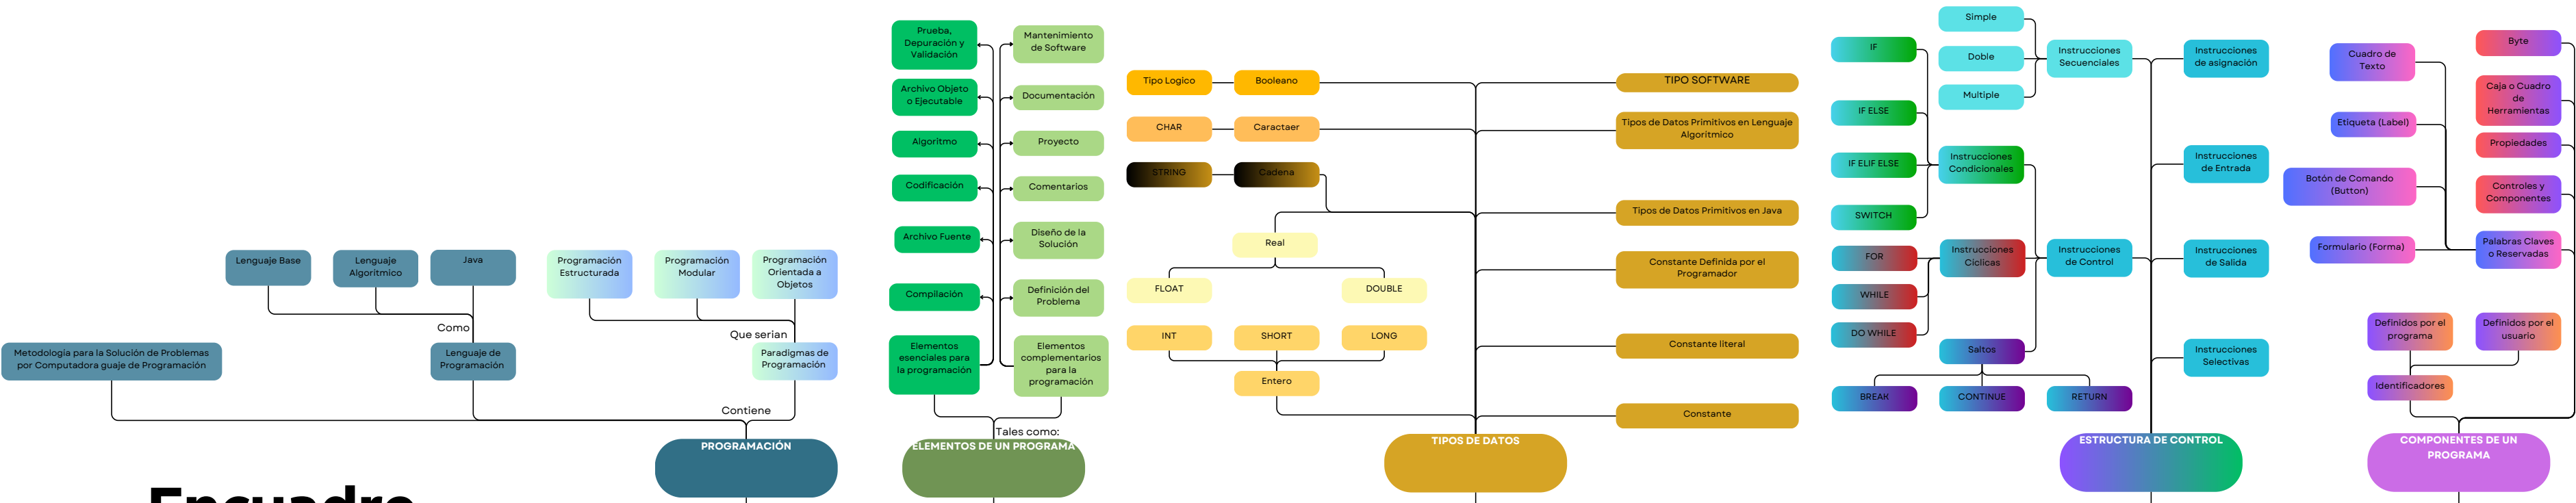 Lenguaje Base
Lenguaje
Algoritmico
Java
Programación
Estructurada
Programación
Modular
Programación
Orientada a
Objetos
Como
Que serian
Metodología para la Solución de Problemas
por Computadora guaje de Programación
Lenguaje de
Programación
Paradigmas de
Programación
Contiene
PROGRAMACIÓN
Encuadre
Prueba,
Depuración y
Validación
Mantenimiento
de Software
Archivo Objeto
o Ejecutable
Documentación
Algoritmo
Proyecto
Codificación
Comentarios
Archivo Fuente
Diseño de la
Solución
Compilación
Definición del
Problema
Elementos
esenciales para
la programación
Elementos
complementarios
para la
programación
Tales como:
ELEMENTOS DE UN PROGRAMA
Tipo Logico
Booleano
CHAR
Caractaer
STRING
Cadena
Real
FLOAT
DOUBLE
INT
SHORT
LONG
Entero
TIPO SOFTWARE
Tipos de Datos Primitivos en Lenguaje
Algoritmico
Tipos de Datos Primitivos en Java
Constante Definida por el
Programador
Constante literal
Constante
TIPOS DE DATOS
Simple
Doble
Multiple
Instrucciones
Secuenciales
IF
IF ELSE
IF ELIF ELSE
SWITCH
Instrucciones
Condicionales
FOR
WHILE
DO WHILE
Instrucciones
Cíclicas
Instrucciones
de Control
Saltos
BREAK
CONTINUE
RETURN
Instrucciones
de asignación
Instrucciones
de Entrada
Instrucciones
de Salida
Instrucciones
Selectivas
ESTRUCTURA DE CONTROL
Cuadro de
Texto
Etiqueta (Label)
Botón de Comando
(Button)
Formulario (Forma)
Byte
Caja o Cuadro
de
Herramientas
Propiedades
Controles y
Componentes
Palabras Claves
o Reservadas
Definidos por el
programa
Definidos por el
usuario
Identificadores
COMPONENTES DE UN
PROGRAMA